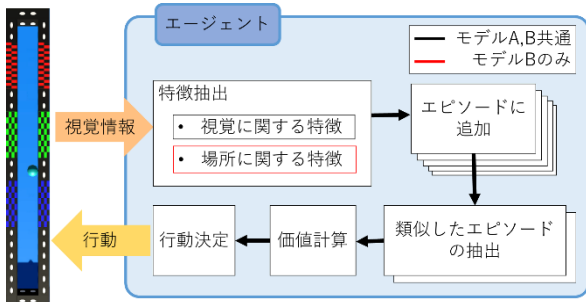 エージェント
モデルA,B共通
モデルBのみ
視覚情報
特徴抽出
• 視覚に関する特徴
• 場所に関する特徴
エピソードに
追加
行動
行動決定
価値計算
類似したエピソード
の抽出